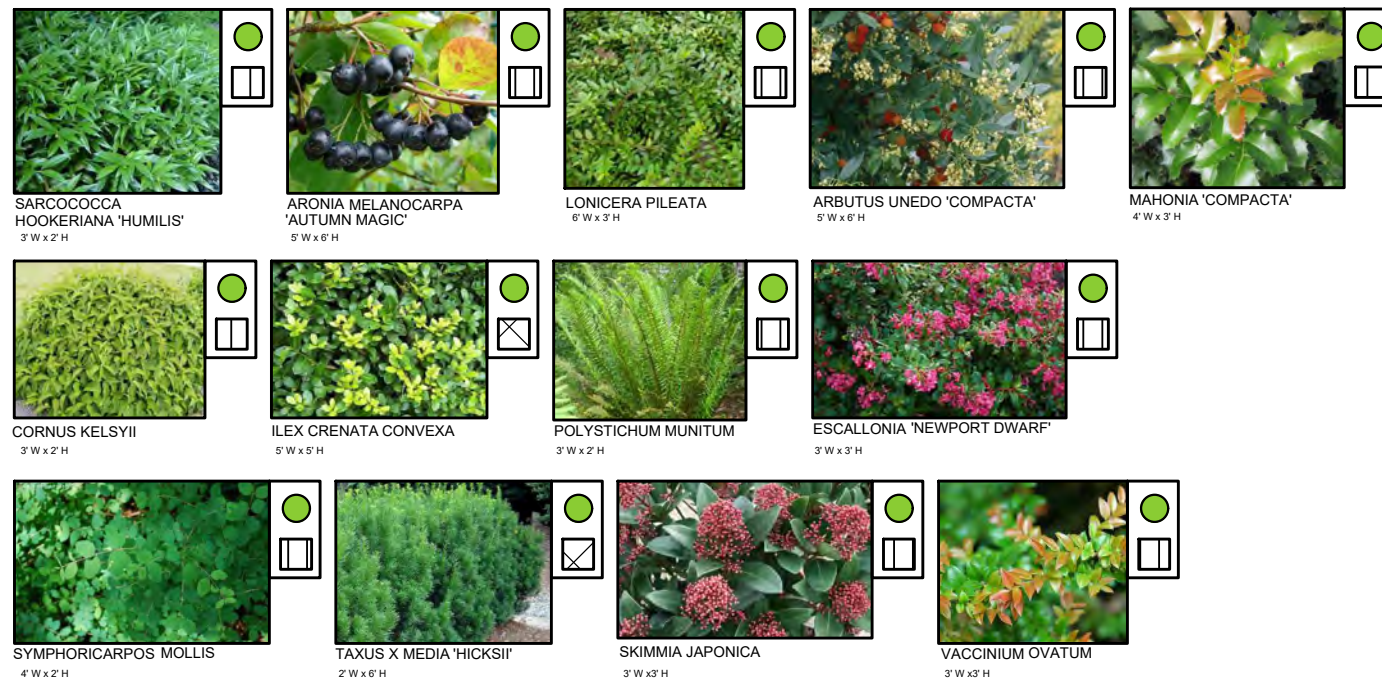 SARCOCOCCA
HOOKERIANA 'HUMILIS'
3' W x 2' H
ARONIA MELANOCARPA
'AUTUMN MAGIC'
5' W x 6' H
LONICERA PILEATA
6' W x 3' H
ARBUTUS UNEDO 'COMPACTA'
5' W x 6' H
MAHONIA 'COMPACTA'
4' W x 3' H
CORNUS KELSYII
3' W x 2' H
ILEX CRENATA CONVEXA
5' W x 5' H
POLYSTICHUM MUNITUM
3' W x 2' H
ESCALLONIA 'NEWPORT DWARF'
3' W x 3' H
SYMPHORICARPOS MOLLIS
4' W x 2' H
TAXUS X MEDIA 'HICKSII'
2' W x 6' H
SKIMMIA JAPONICA
3' W x3' H
VACCINIUM OVATUM
3' W x3' H